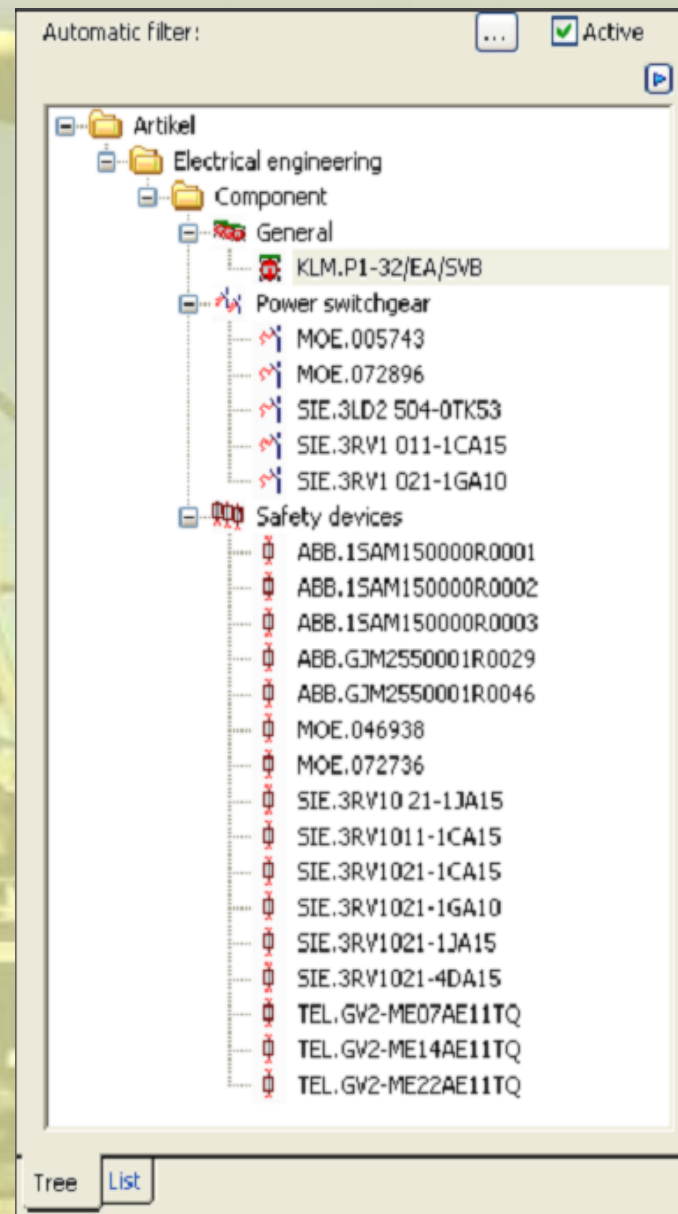 Automatic filter: ... Active
Artikel
Electrical engineering
Component
General
KLM.P1-32/EA/SVB
Power switchgear
MOE.005743
MOE.072896
SIE.3LD2 504-0TK53
SIE.3RV1 011-1CA15
SIE.3RV1 021-1GA10
Safety devices
ABB.1SAM150000R0001
ABB.1SAM150000R0002
ABB.1SAM150000R0003
ABB.GJM2550001R0029
ABB.GJM2550001R0046
MOE.046938
MOE.072736
SIE.3RV10 21-1JA15
SIE.3RV1011-1CA15
SIE.3RV1021-1CA15
SIE.3RV1021-1GA10
SIE.3RV1021-1JA15
SIE.3RV1021-4DA15
TEL.GV2-ME07AE11TQ
TEL.GV2-ME14AE11TQ
TEL.GV2-ME22AE11TQ
Tree List